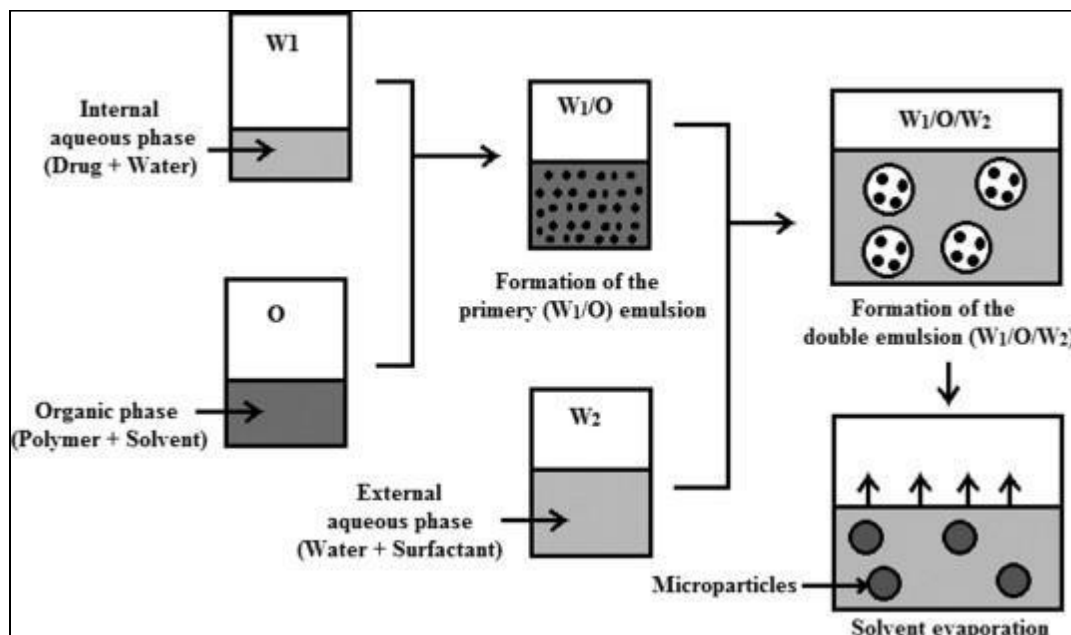 W1
Internal
aqueous phase
(Drug + Water)
O
Organic phase
(Polymer + Solvent)
W1/O
Formation of the
primery (W1/O) emulsion
W2
External
aqueous phase
(Water + Surfactant)
W1/O/W2
Formation of the
double emulsion (W1/O/W2)
Microparticles
Solvent evaporation